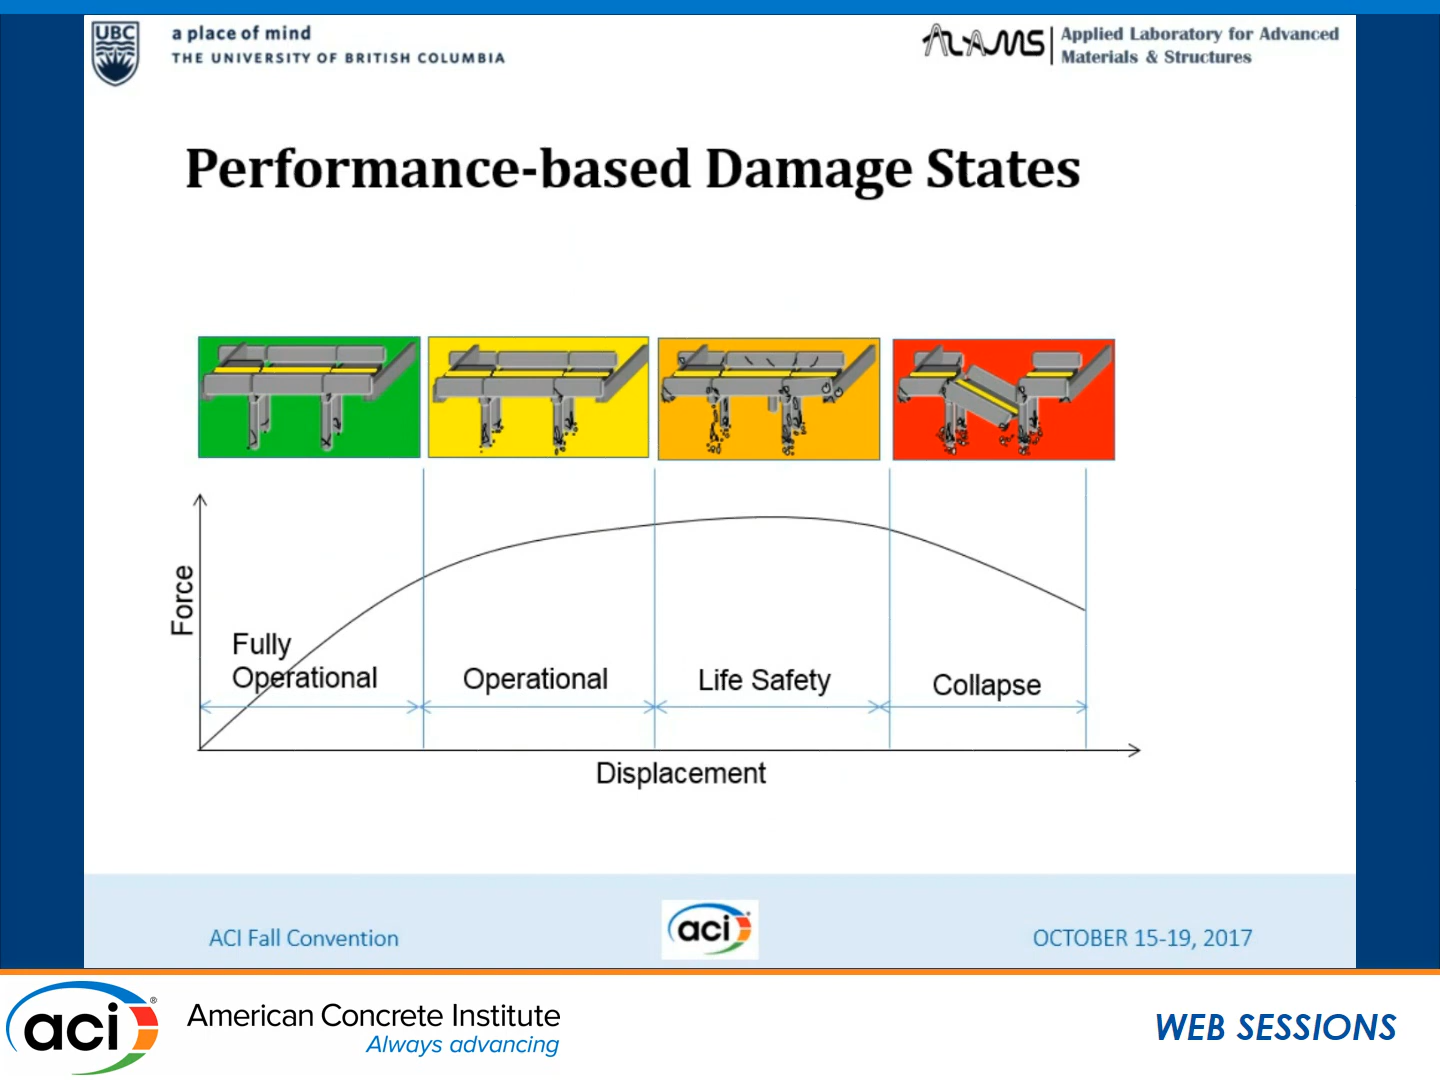 UBC
a place of mind
THE UNIVERSITY OF BRITISH COLUMBIA
ALAMS
Applied Laboratory for Advanced
Materials & Structures
Performance-based Damage States
Force
Fully
Operational
Operational
Life Safety
Collapse
Displacement
ACI Fall Convention
aci
OCTOBER 15-19, 2017
aci®
American Concrete Institute
Always advancing
WEB SESSIONS